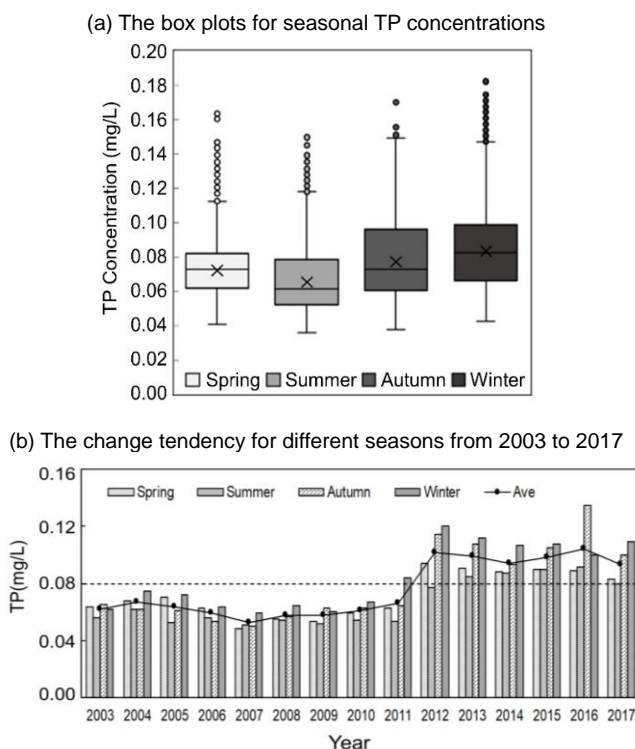 (a) The box plots for seasonal TP concentrations
0.20
0.18
0.16
0.14
0.12
0.10
0.08
0.06
0.04
0.02
0.00
TP Concentration (mg/L)
Spring Summer Autumn Winter
(b) The change tendency for different seasons from 2003 to 2017
0.16
0.12
0.08
0.04
0.00
TP(mg/L)
Spring Summer Autumn Winter Ave
2003 2004 2005 2006 2007 2008 2009 2010 2011 2012 2013 2014 2015 2016 2017
Year